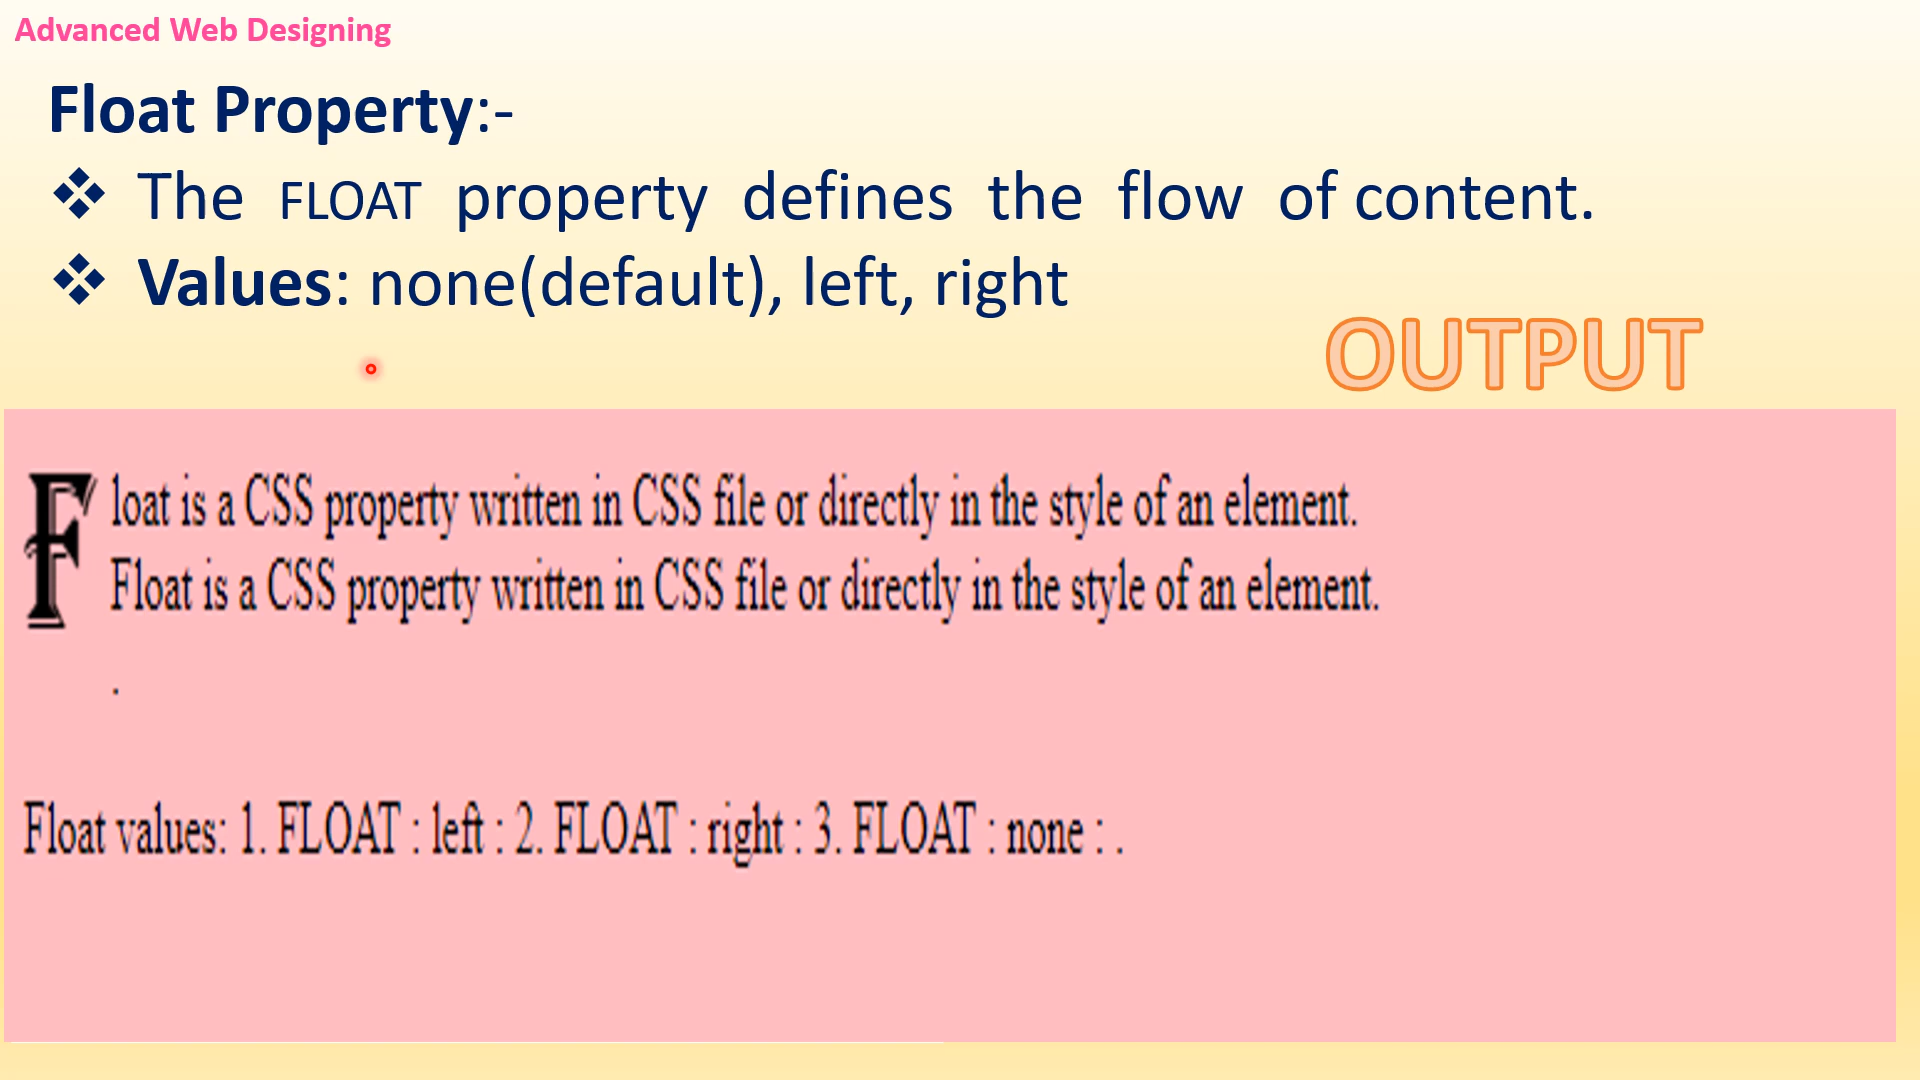 Advanced Web Designing
Float Property:-
❖ The FLOAT property defines the flow of content.
❖ Values: none(default), left, right
OUTPUT
Float is a CSS property written in CSS file or directly in the style of an element.
Float is a CSS property written in CSS file or directly in the style of an element.
.
Float values: 1. FLOAT : left : 2. FLOAT : right : 3. FLOAT : none : .